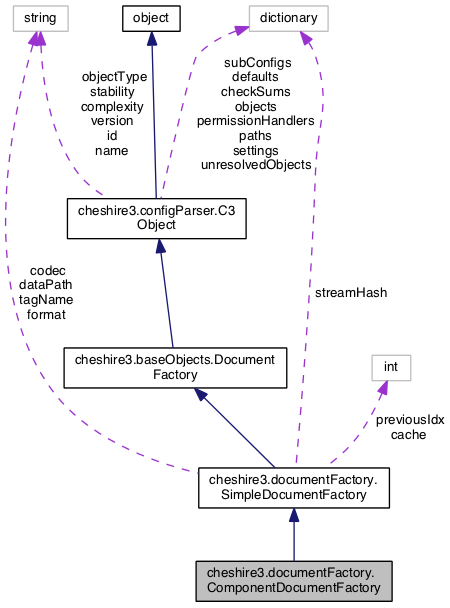 string
object
dictionary
objectType
stability
complexity
version
id
name
subConfigs
defaults
checkSums
objects
permissionHandlers
paths
settings
unresolvedObjects
cheshire3.configParser.C3
Object
codec
dataPath
tagName
format
streamHash
cheshire3.baseObjects.Document
Factory
int
previousIdx
cache
cheshire3.documentFactory.
SimpleDocumentFactory
cheshire3.documentFactory.
ComponentDocumentFactory